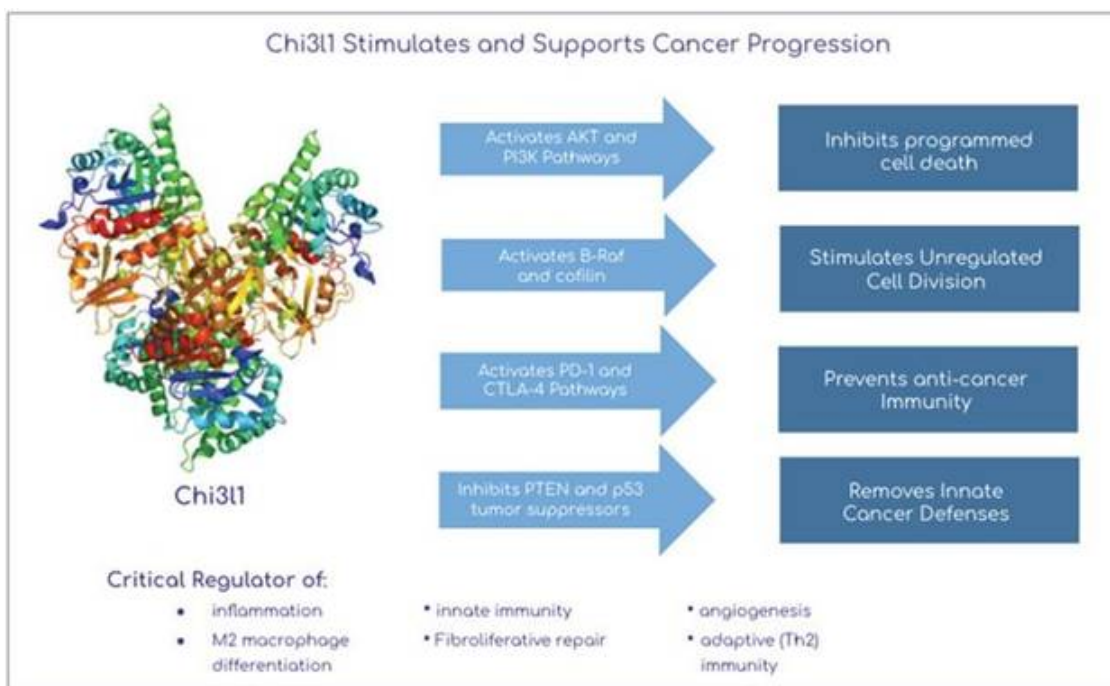 Chi3l1 Stimulates and Supports Cancer Progression
Activates AKT and
PI3K Pathways
Inhibits programmed
cell death
Activates B-Raf
and cofilin
Stimulates Unregulated
Cell Division
Activates PD-1 and
CTLA-4 Pathways
Prevents anti-cancer
Immunity
Inhibits PTEN and p53
tumor suppressors
Removes Innate
Cancer Defenses
Chi3l1
Critical Regulator of:
• inflammation
• M2 macrophage
differentiation
• innate immunity
• Fibroliferative repair
• angiogenesis
• adaptive (Th2)
immunity